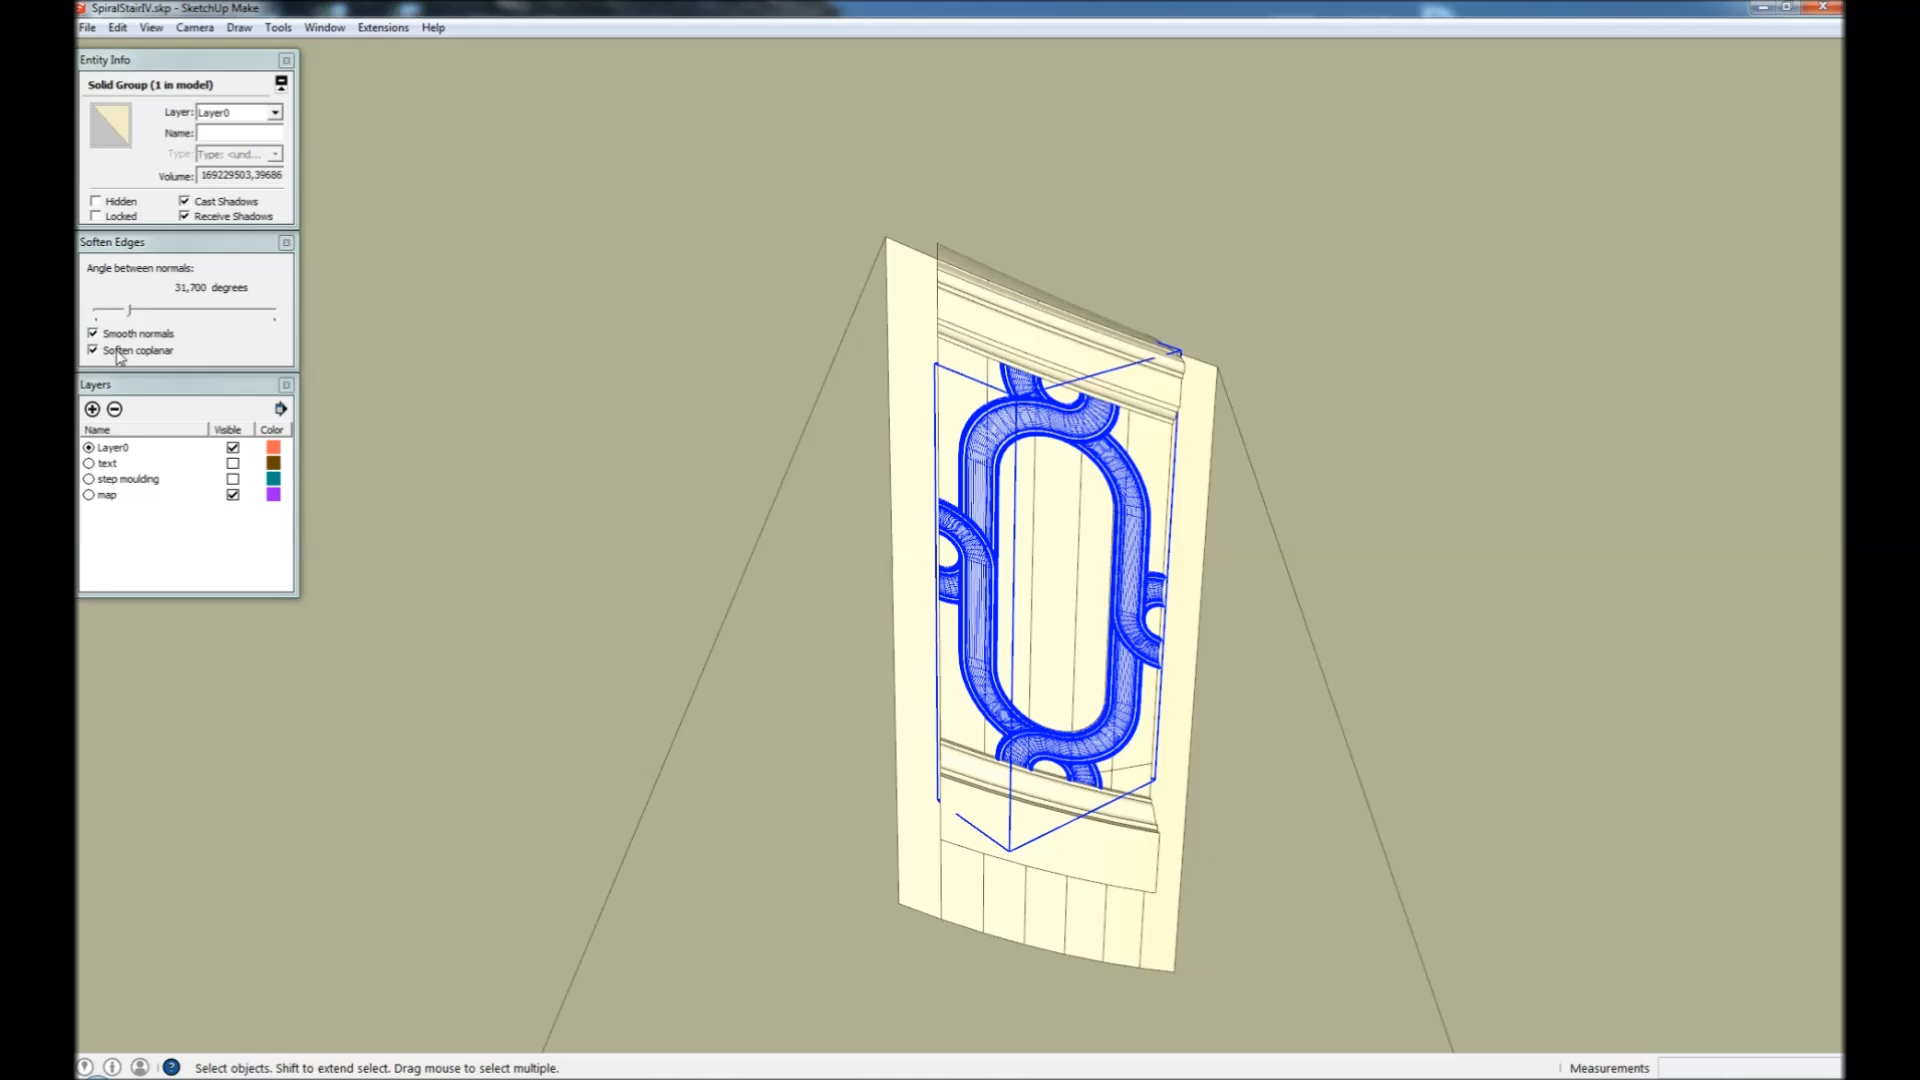 SpiralStairIV.skp - SketchUp Make
File Edit View Camera Draw Tools Window Extensions Help
Entity Info
Solid Group (1 in model)
Layer: Layer0
Name:
Type: Type: <und...
Volume: 169229503,39686
Hidden Cast Shadows
Locked Receive Shadows
Soften Edges
Angle between normals:
31,700 degrees
Smooth normals
Soften coplanar
Layers
Name Visible Color
Layer0
text
step moulding
map
Select objects. Shift to extend select. Drag mouse to select multiple.
Measurements